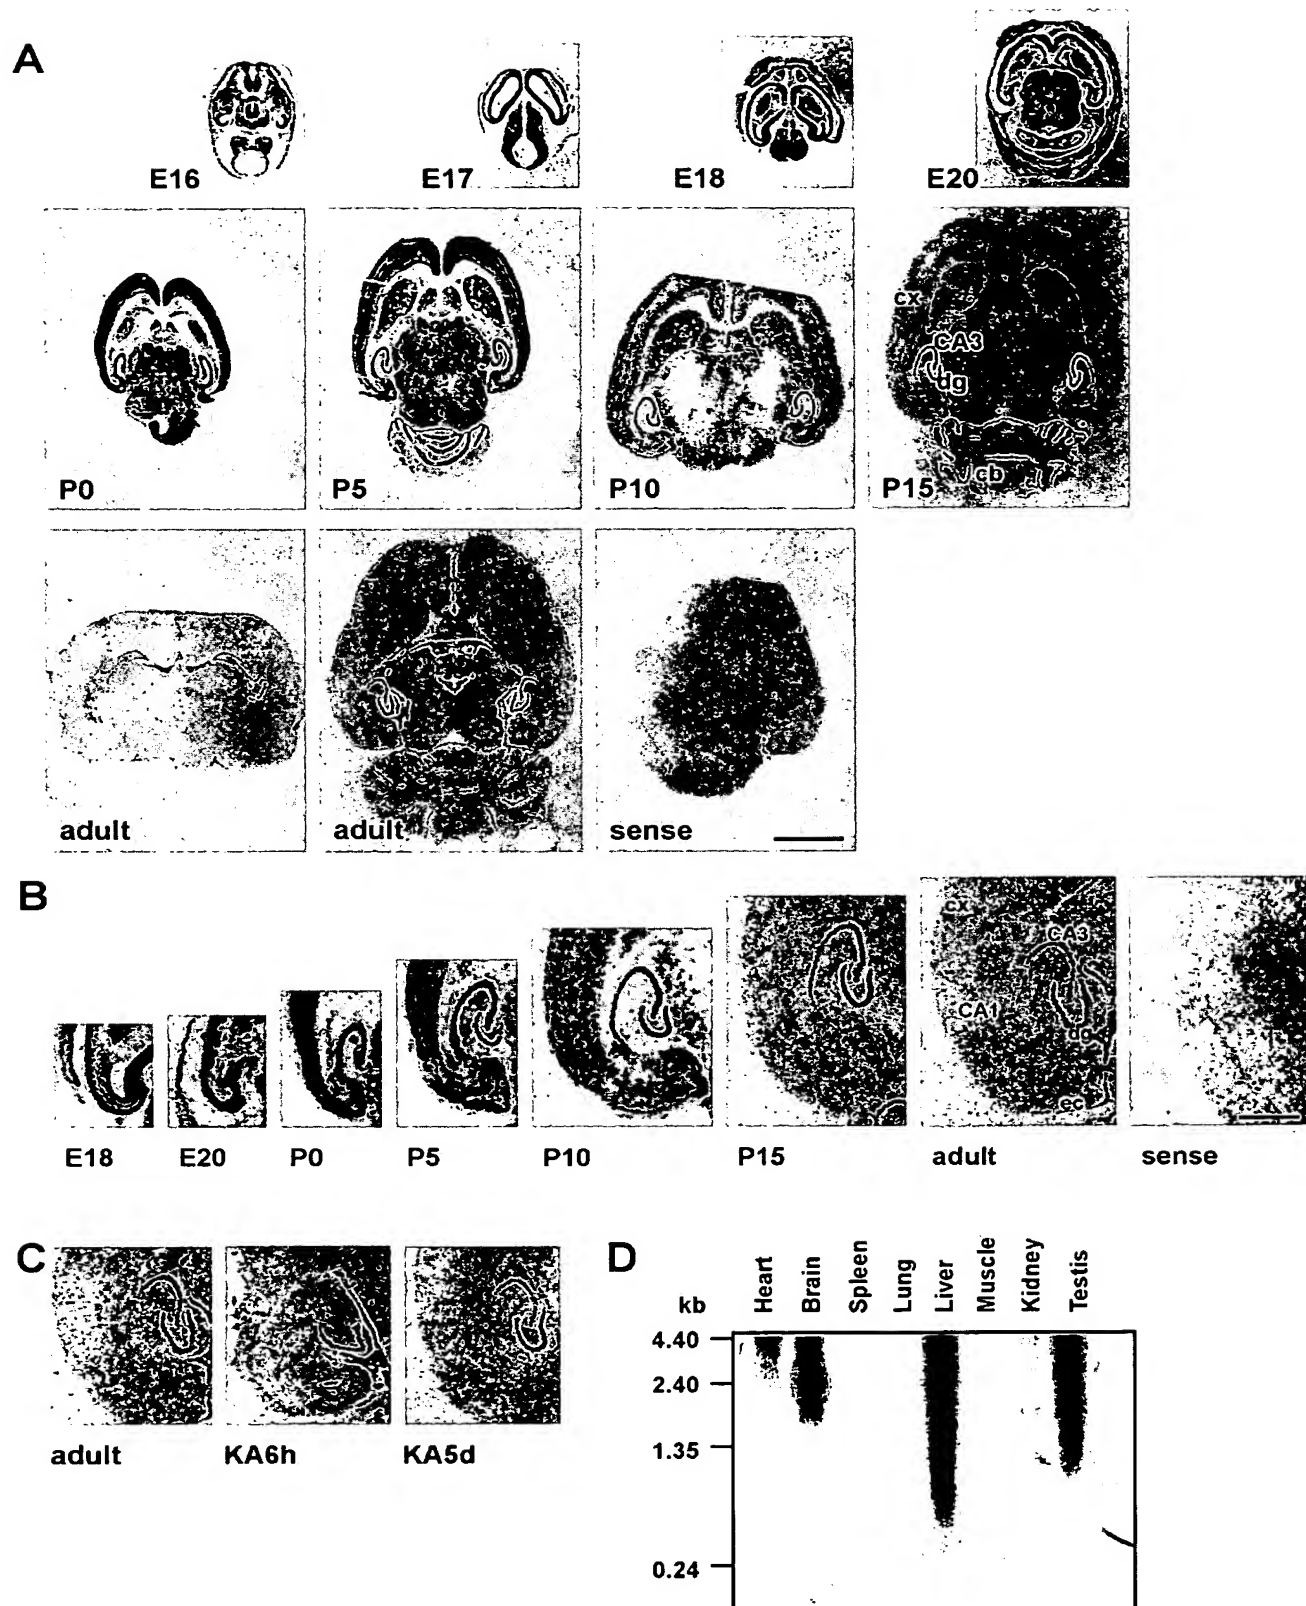 A
E16 E17 E18 E20
cx
CA3
dg
cb
P0 P5 P10 P15
adult adult sense
B
cx
CA3
CA1
dg
ec
E18 E20 P0 P5 P10 P15 adult sense
C
adult KA6h KA5d
D
Heart Brain Spleen Lung Liver Muscle Kidney Testis
kb
4.40
2.40
1.35
0.24